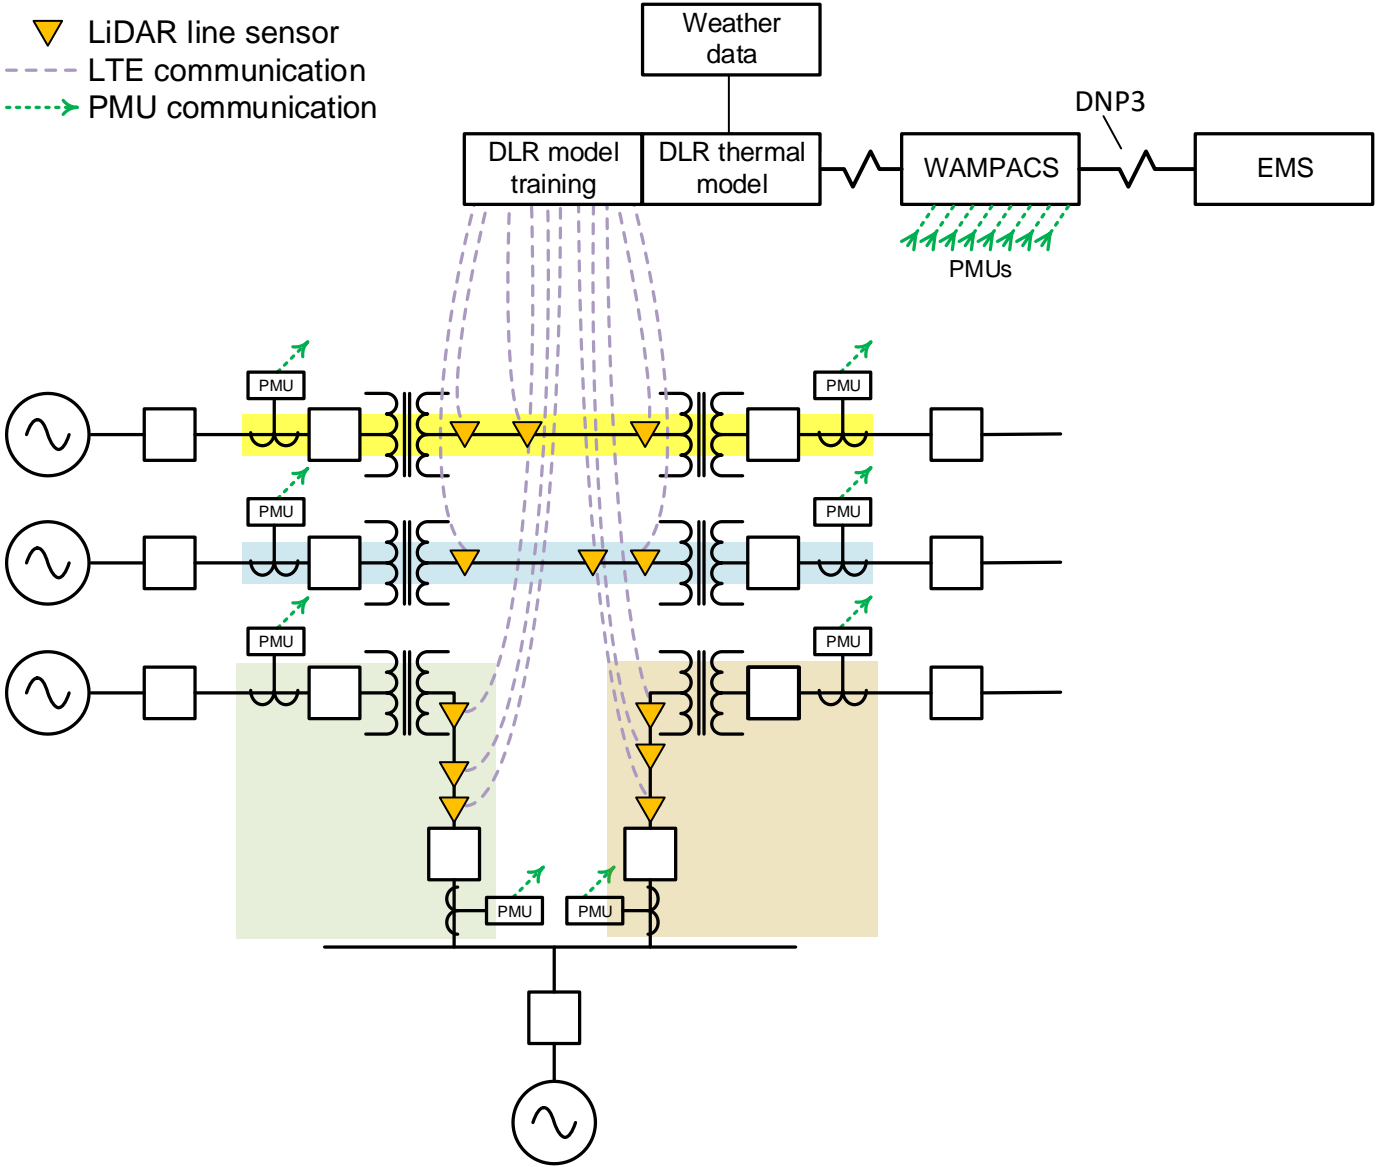 LiDAR line sensor
LTE communication
PMU communication
Weather
data
DNP3
DLR model
training
DLR thermal
model
WAMPACS
EMS
PMUs
PMU
PMU
PMU
PMU
PMU
PMU
PMU
PMU